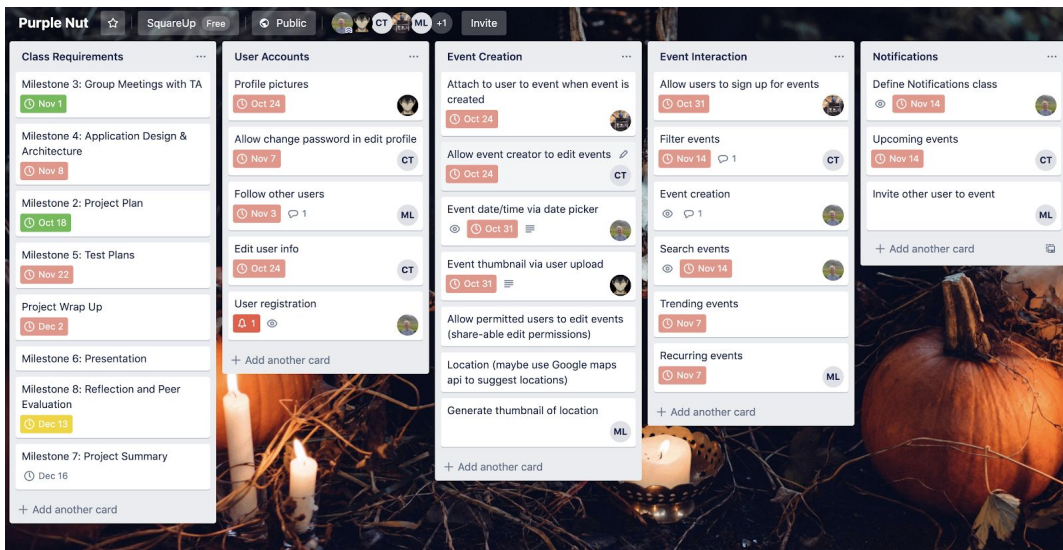 Purple Nut
SquareUp Free
Public
CT
ML
+1
Invite
Class Requirements
Milestone 3: Group Meetings with TA
Nov 1
Milestone 4: Application Design &
Architecture
Nov 8
Milestone 2: Project Plan
Oct 18
Milestone 5: Test Plans
Nov 22
Project Wrap Up
Dec 2
Milestone 6: Presentation
Milestone 8: Reflection and Peer
Evaluation
Dec 13
Milestone 7: Project Summary
Dec 16
+ Add another card
User Accounts
Profile pictures
Oct 24
Allow change password in edit profile
Nov 7
CT
Follow other users
Nov 3 1
ML
Edit user info
Oct 24
CT
User registration
1
+ Add another card
Event Creation
Attach to user to event when event is
created
Oct 24
Allow event creator to edit events
Oct 24
CT
Event date/time via date picker
Oct 31
Event thumbnail via user upload
Oct 31
Allow permitted users to edit events
(share-able edit permissions)
Location (maybe use Google maps
api to suggest locations)
Generate thumbnail of location
ML
+ Add another card
Event Interaction
Allow users to sign up for events
Oct 31
Filter events
Nov 14 1
CT
Event creation
1
Search events
Nov 14
Trending events
Nov 7
Recurring events
Nov 7
ML
+ Add another card
Notifications
Define Notifications class
Nov 14
Upcoming events
Nov 14
CT
Invite other user to event
ML
+ Add another card